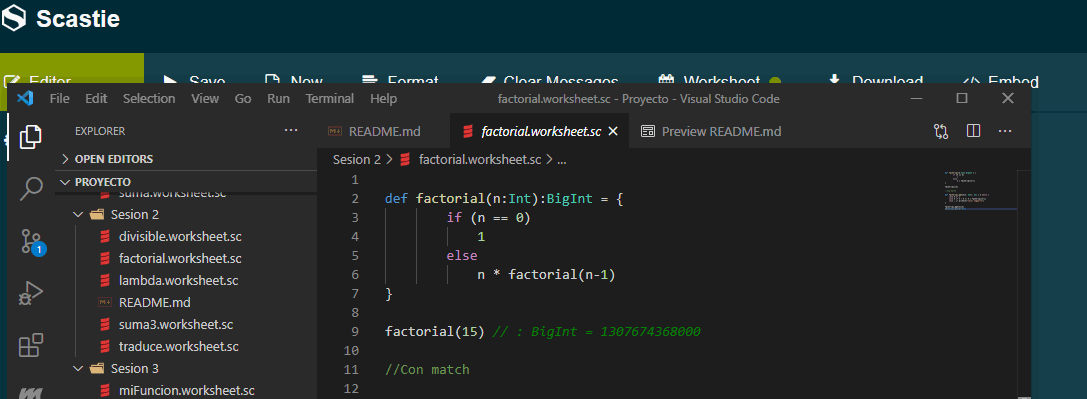 Scastie
Editor Save New Format Clear Messages Worksheet Download Embed
File Edit Selection View Go Run Terminal Help factorial.worksheet.sc - Proyecto - Visual Studio Code
EXPLORER ···
README.md factorial.worksheet.sc Preview README.md ···
OPEN EDITORS
PROYECTO
suma.worksheet.sc
Sesion 2
divisible.worksheet.sc
factorial.worksheet.sc
lambda.worksheet.sc
README.md
suma3.worksheet.sc
traduce.worksheet.sc
Sesion 3
miFuncion.worksheet.sc
1
Sesion 2 > factorial.worksheet.sc > ...
1
2 def factorial(n:Int):BigInt = {
3 if (n == 0)
4 1
5 else
6 n * factorial(n-1)
7 }
8
9 factorial(15) // : BigInt = 1307674368000
10
11 //Con match
12